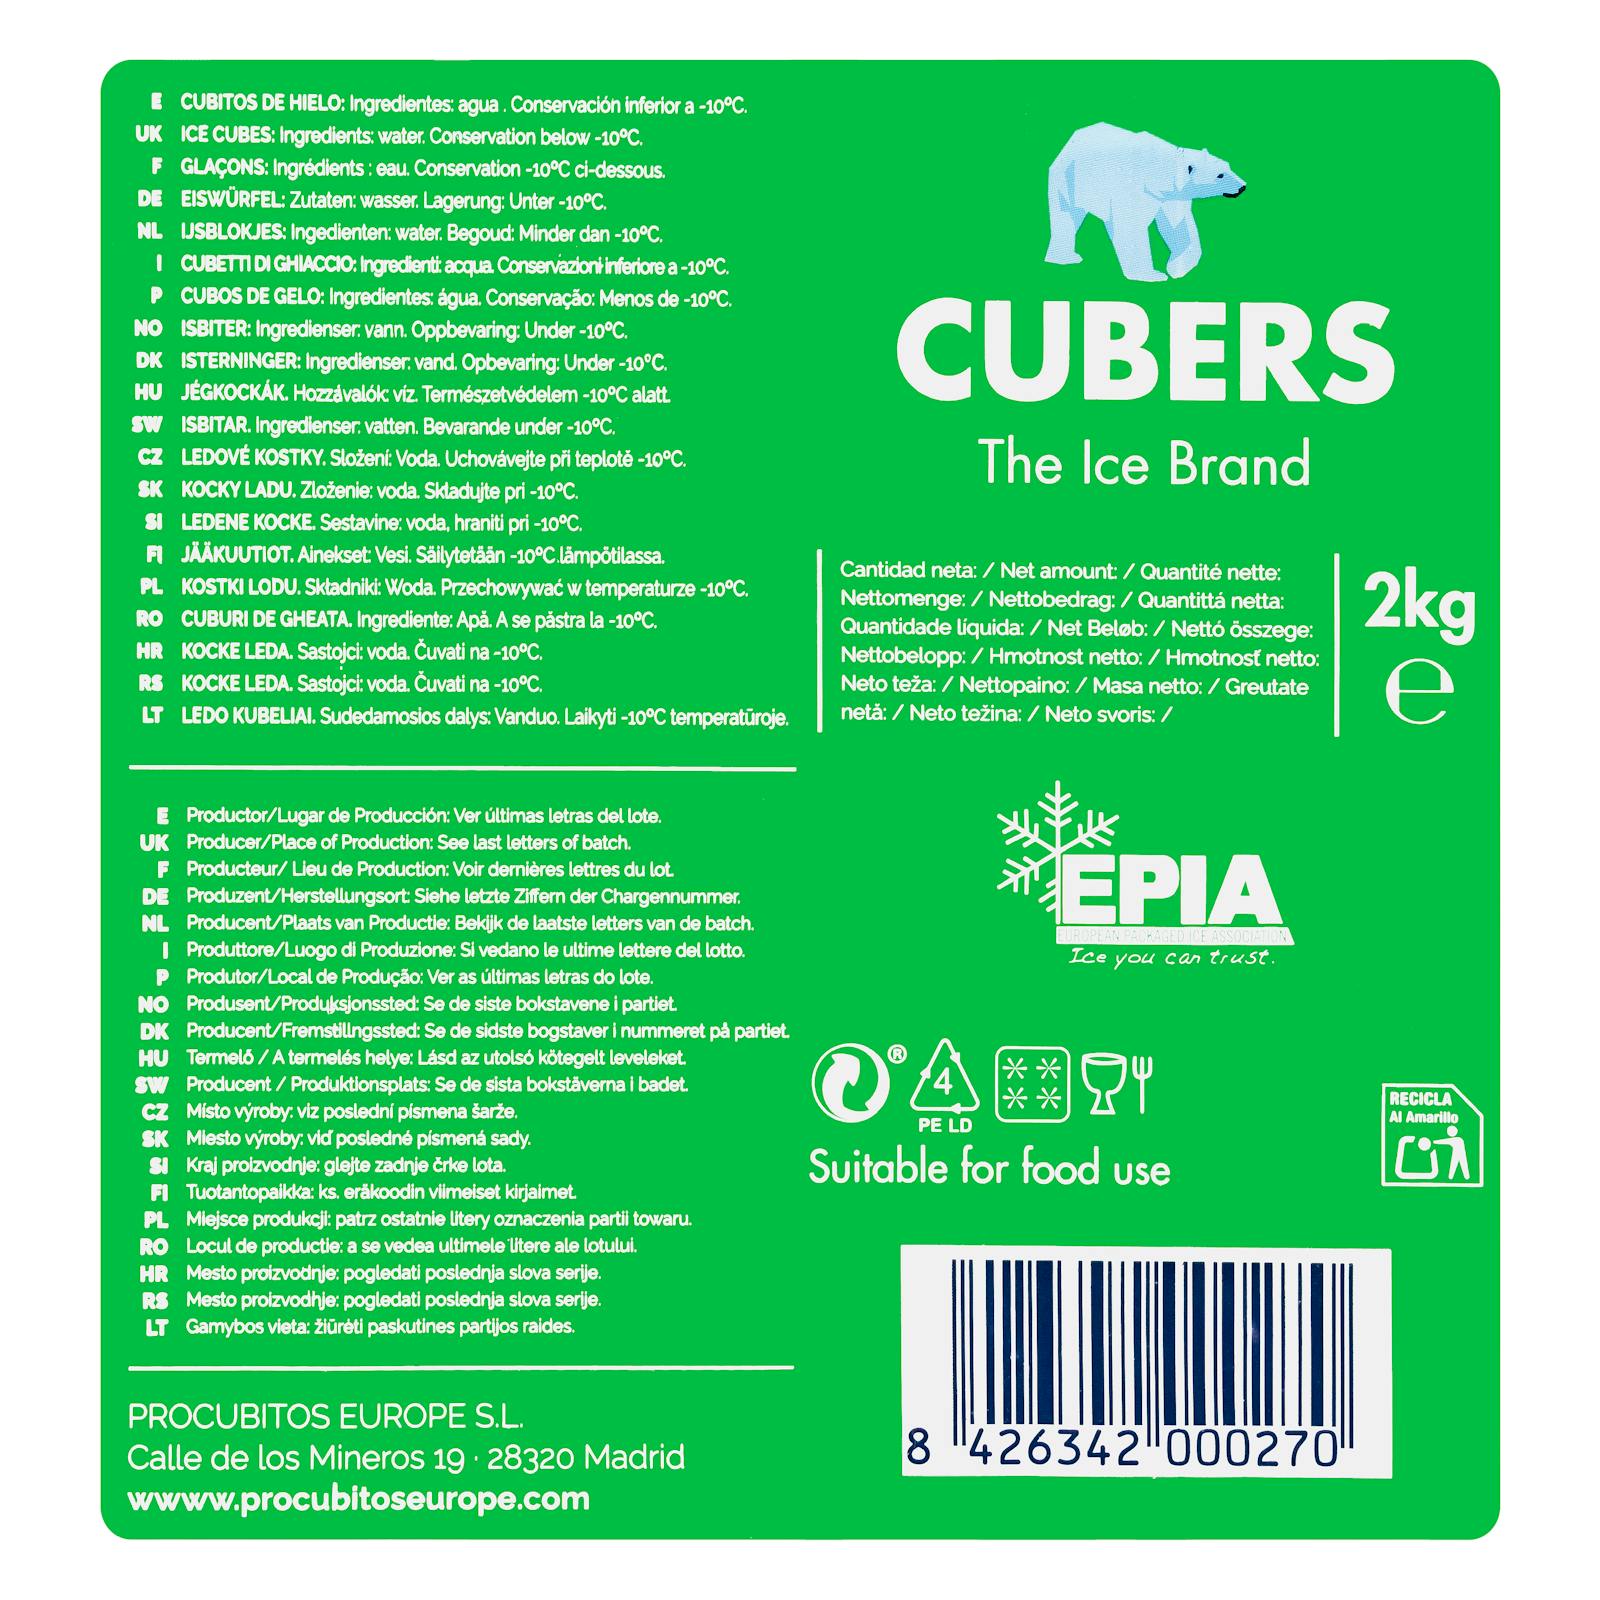 E CUBITOS DE HIELO: Ingredientes: agua . Conservación inferior a -10ºC.
UK ICE CUBES: Ingredients: water. Conservation below -10ºC.
F GLAÇONS: Ingrédients : eau. Conservation -10ºC ci-dessous.
DE EISWÜRFEL: Zutaten: wasser. Lagerung: Unter -10ºC.
NL IJSBLOKJES: Ingedienten: water. Begoud: Minder dan -10ºC.
I CUBETTI DI GHIACCIO: Ingredienti: acqua. Conservazioni inferiore a -10ºC.
P CUBOS DE GELO: Ingredientes: água. Conservação: Menos de -10ºC.
NO ISBITER: Ingredienser: vann. Oppbevaring: Under -10ºC.
DK ISTERNINGER: Ingredienser: vand. Opbevaring: Under -10ºC.
HU JÉGKOCKÁK. Hozzávalók: víz. Természetvédelem -10ºC alatt.
SW ISBITAR. Ingredienser: vatten. Bevarande under -10ºC.
CZ LEDOVÉ KOSTKY. Složení: Voda. Uchovávejte při teplotě -10ºC.
SK KOCKY LADU. Zloženie: voda. Skladujte pri -10ºC.
SI LEDENE KOCKE. Sestavine: voda, hraniti pri -10ºC.
FI JÄÄKUUTIOT. Ainekset: Vesi. Säilytetään -10ºC.lämpötilassa.
PL KOSTKI LODU. Składniki: Woda. Przechowywać w temperaturze -10ºC.
RO CUBURI DE GHEATA. Ingrediente: Apă. A se păstra la -10ºC.
HR KOCKE LEDA. Sastojci: voda. Čuvati na -10ºC.
RS KOCKE LEDA. Sastojci: voda. Čuvati na -10ºC.
LT LEDO KUBELIAI. Sudedamosios dalys: Vanduo. Laikyti -10ºC temperatūroje.
E Productor/Lugar de Producción: Ver últimas letras del lote.
UK Producer/Place of Production: See last letters of batch.
F Producteur/ Lieu de Production: Voir dernières lettres du lot.
DE Produzent/Herstellungsort: Siehe letzte Ziffern der Chargennummer.
NL Producent/Plaats van Productie: Bekijk de laatste letters van de batch.
I Produttore/Luogo di Produzione: Si vedano le ultime lettere del lotto.
P Produtor/Local de Produção: Ver as últimas letras do lote.
NO Produsent/Produksjonssted: Se de siste bokstavene i partiet.
DK Producent/Fremstillngssted: Se de sidste bogstaver i nummeret på partiet.
HU Termelő / A termelés helye: Lásd az utolsó kötegelt leveleket.
SW Producent / Produktionsplats: Se de sista bokstäverna i badet.
CZ Místo výroby: viz poslední písmena šarže.
SK Miesto výroby: viď posledné písmená sady.
SI Kraj proizvodnje: glejte zadnje črke lota.
FI Tuotantopaikka: ks. eräkoodin viimeiset kirjaimet.
PL Miejsce produkcji: patrz ostatnie litery oznaczenia partii towaru.
RO Locul de productie: a se vedea ultimele litere ale lotului.
HR Mesto proizvodnje: pogledati poslednja slova serije.
RS Mesto proizvodhje: pogledati poslednja slova serije.
LT Gamybos vieta: žiūrėti paskutines partijos raides.
PROCUBITOS EUROPE S.L.
Calle de los Mineros 19 · 28320 Madrid
wwww.procubitoseurope.com
CUBERS
The Ice Brand
Cantidad neta: / Net amount: / Quantité nette:
Nettomenge: / Nettobedrag: / Quantittá netta:
Quantidade líquida: / Net Beløb: / Nettó összege:
Nettobelopp: / Hmotnost netto: / Hmotnosť netto:
Neto teža: / Nettopaino: / Masa netto: / Greutate
netă: / Neto težina: / Neto svoris: /
2kg
℮
EPIA
EUROPEAN PACKAGED ICE ASSOCIATION
Ice you can trust.
®
4
PE LD
Suitable for food use
RECICLA
Al Amarillo
8 426342 000270